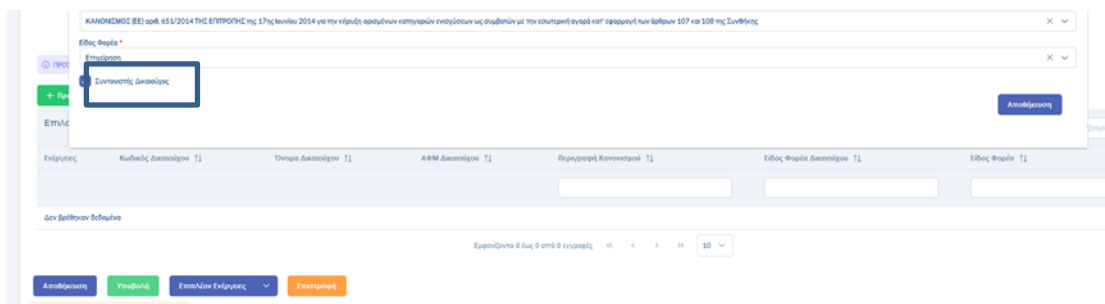 ΚΑΝΟΝΙΣΜΟΣ (ΕΕ) αριθ. 651/2014 ΤΗΣ ΕΠΙΤΡΟΠΗΣ της 17ης Ιουνίου 2014 για την κήρυξη ορισμένων κατηγοριών ενισχύσεων ως συμβατών με την εσωτερική αγορά κατ' εφαρμογή των άρθρων 107 και 108 της Συνθήκης
Είδος Φορέα *
Επιχείρηση
Συντονιστής Δικαιούχος
Αποθήκευση
Ενέργειες Κωδικός Δικαιούχου Όνομα Δικαιούχου ΑΦΜ Δικαιούχου Περιγραφή Κανονισμού Είδος Φορέα Δικαιούχου Είδος Φορέα
Δεν βρέθηκαν δεδομένα
Εμφανίζονται 0 έως 0 από 0 εγγραφές « ‹ › » 10
Αποθήκευση Υποβολή Επιπλέον Ενέργειες Επιστροφή